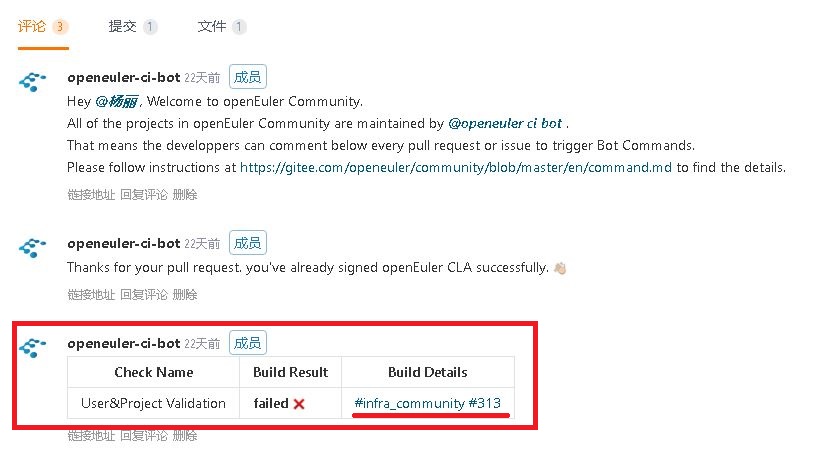 评论 3 提交 1 文件 1
openeuler-ci-bot 22天前 成员
Hey @杨丽, Welcome to openEuler Community.
All of the projects in openEuler Community are maintained by @openeuler ci bot .
That means the developpers can comment below every pull request or issue to trigger Bot Commands.
Please follow instructions at https://gitee.com/openeuler/community/blob/master/en/command.md to find the details.
链接地址 回复评论 删除
openeuler-ci-bot 22天前 成员
Thanks for your pull request. you've already signed openEuler CLA successfully. 👋
链接地址 回复评论 删除
openeuler-ci-bot 22天前 成员
Check Name Build Result Build Details
User&Project Validation failed ❌ #infra_community #313
链接地址 回复评论 删除